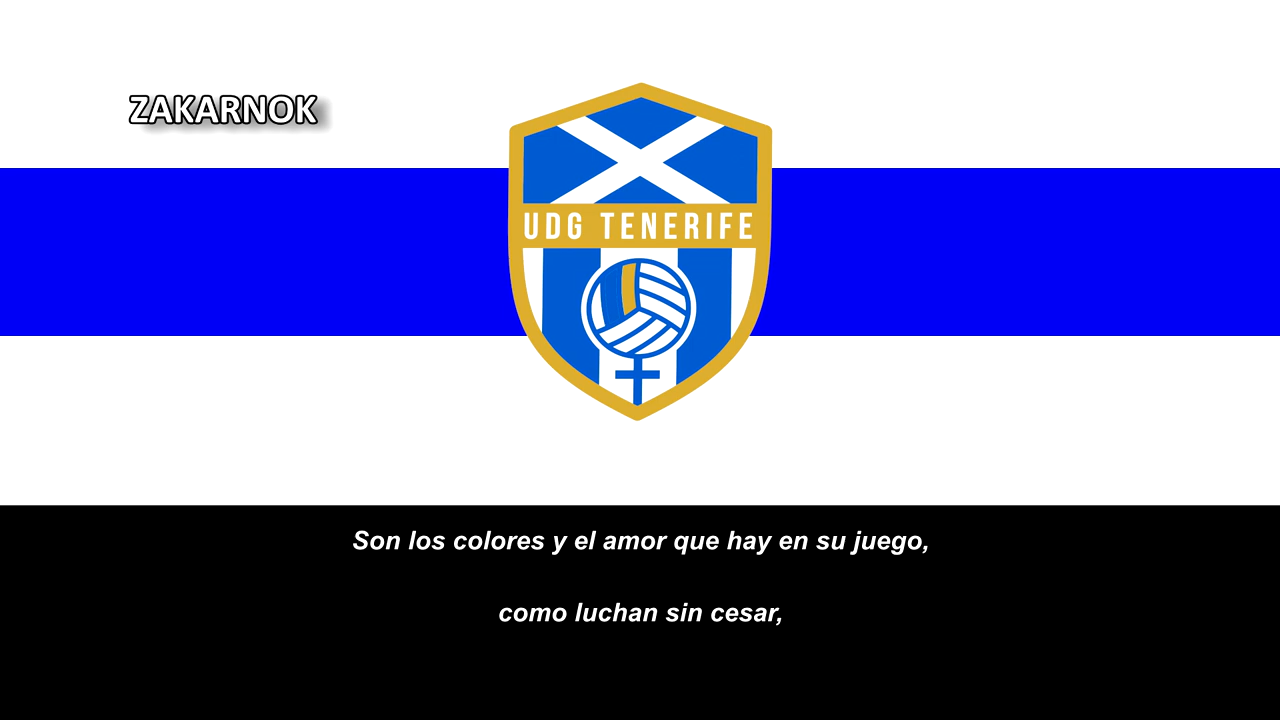 ZAKARNOK
UDG TENERIFE
Son los colores y el amor que hay en su juego,
como luchan sin cesar,